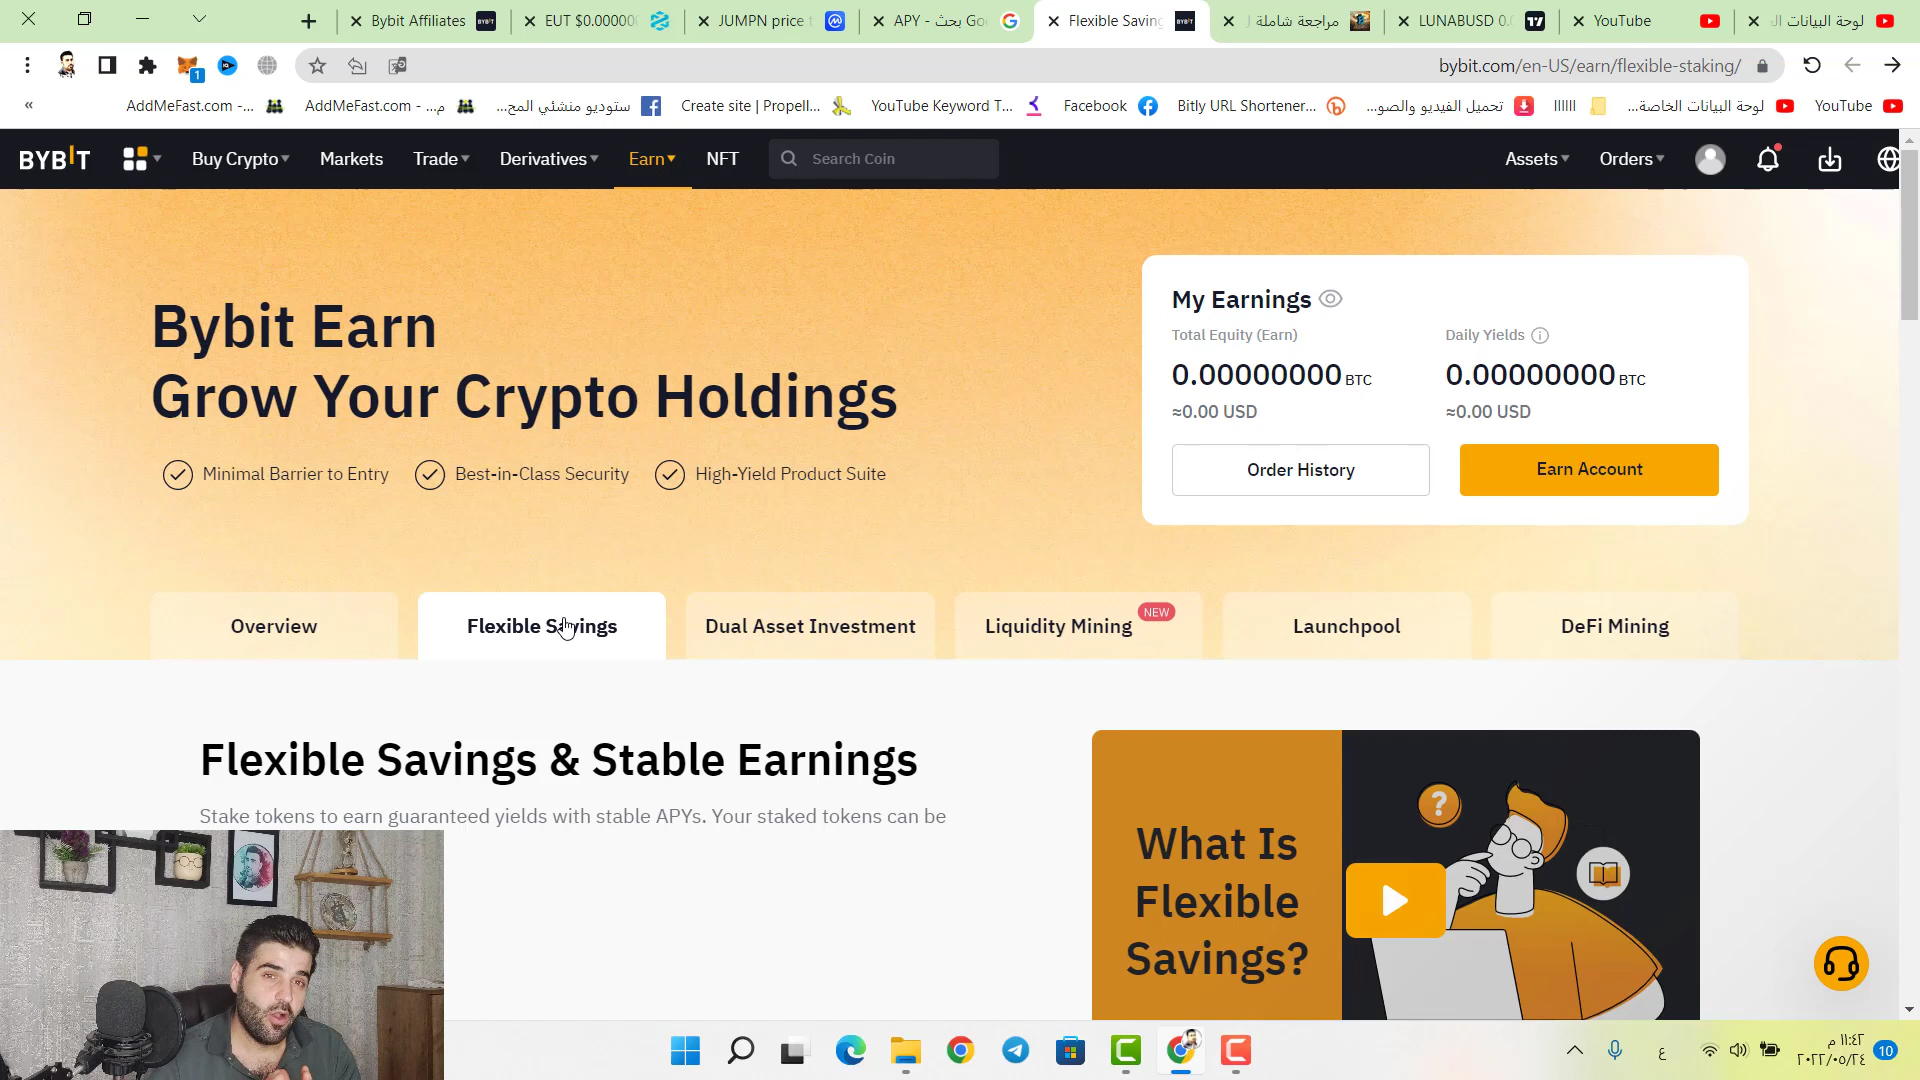 Bybit Affiliates
EUT $0.00000
JUMPN price t
APY - بحث Go
Flexible Saving
مراجعة شاملة ل
LUNABUSD 0.0
YouTube
لوحة البيانات ال
1
bybit.com/en-US/earn/flexible-staking/
«
AddMeFast.com -...
AddMeFast.com - ...م
ستوديو منشئي المح...
Create site | Propell...
YouTube Keyword T...
Facebook
Bitly URL Shortener...
تحميل الفيديو والصو...
llllll
لوحة البيانات الخاصة...
YouTube
BYBIT
Buy Crypto
Markets
Trade
Derivatives
Earn
NFT
Search Coin
Assets
Orders
Bybit Earn
Grow Your Crypto Holdings
Minimal Barrier to Entry
Best-in-Class Security
High-Yield Product Suite
My Earnings
Total Equity (Earn)
Daily Yields
0.00000000 BTC
0.00000000 BTC
≈0.00 USD
≈0.00 USD
Order History
Earn Account
Overview
Flexible Savings
Dual Asset Investment
Liquidity Mining
NEW
Launchpool
DeFi Mining
Flexible Savings & Stable Earnings
Stake tokens to earn guaranteed yields with stable APYs. Your staked tokens can be
What Is
Flexible
Savings?
?
ع
١١:٤٢ م
٢٠٢٢/٠٥/٢٤
10